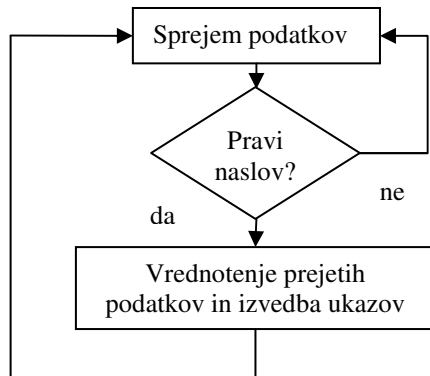 Sprejem podatkov
Pravi
naslov?
ne
da
Vrednotenje prejetih
podatkov in izvedba ukazov